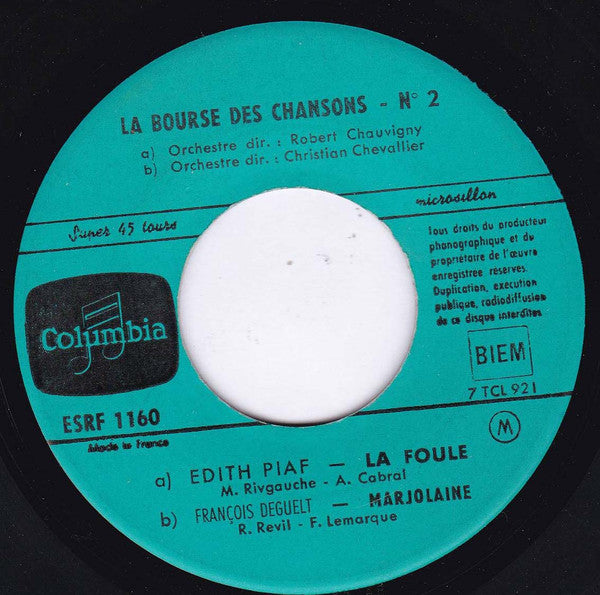 LA BOURSE DES CHANSONS - N° 2
a) Orchestre dir. : Robert Chauvigny
b) Orchestre dir. : Christian Chevallier
Super 45 tours
microsillon
Tous droits du producteur
phonographique et du
propriétaire de l'œuvre
enregistrée réservés.
Duplication, exécution
publique, radiodiffusion
de ce disque interdites
Columbia
BIEM
7 TCL 921
ESRF 1160
Made in France
M
a) EDITH PIAF — LA FOULE
M. Rivgauche - A. Cabral
b) FRANÇOIS DEGUELT — MARJOLAINE
R. Revil - F. Lemarque